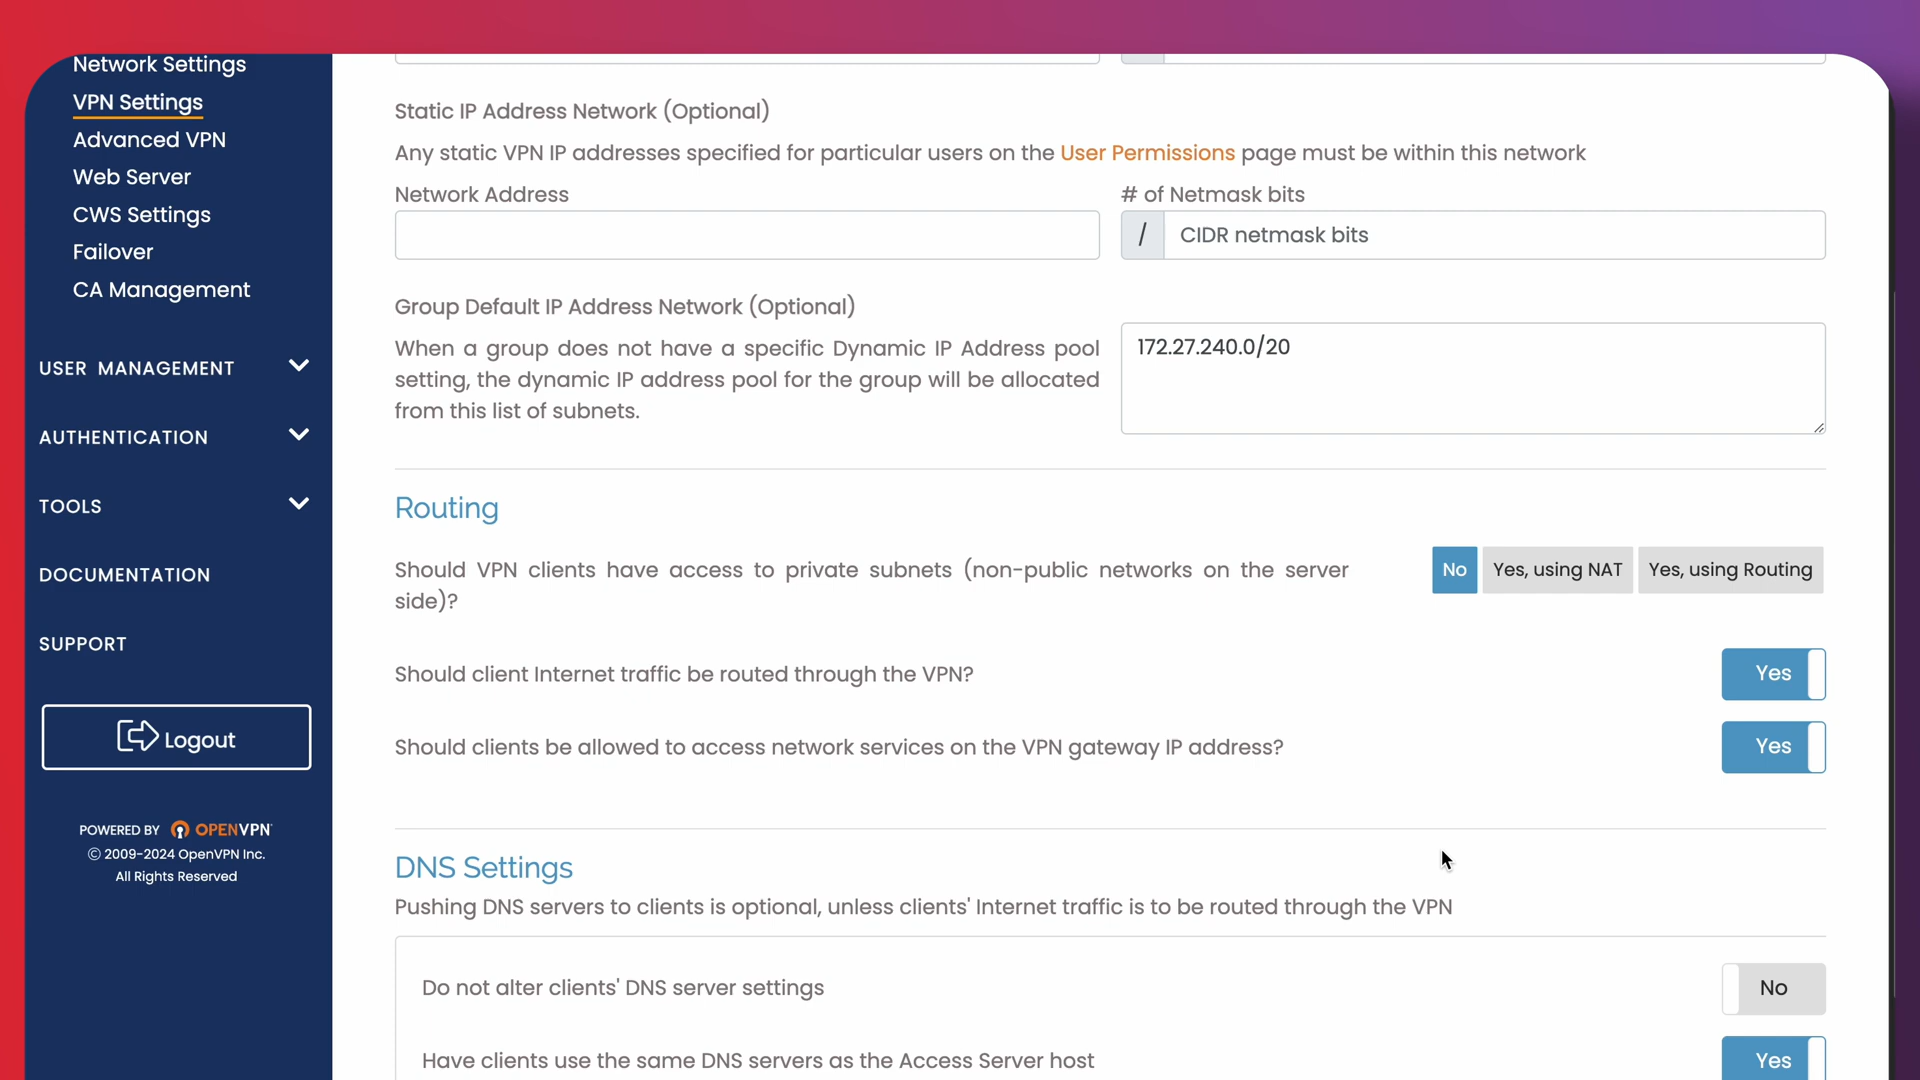 Network Settings
VPN Settings
Advanced VPN
Web Server
CWS Settings
Failover
CA Management
USER MANAGEMENT
AUTHENTICATION
TOOLS
DOCUMENTATION
SUPPORT
Logout
POWERED BY OPENVPN
© 2009-2024 OpenVPN Inc.
All Rights Reserved
Static IP Address Network (Optional)
Any static VPN IP addresses specified for particular users on the User Permissions page must be within this network
Network Address
# of Netmask bits
/ CIDR netmask bits
Group Default IP Address Network (Optional)
When a group does not have a specific Dynamic IP Address pool
setting, the dynamic IP address pool for the group will be allocated
from this list of subnets.
172.27.240.0/20
Routing
Should VPN clients have access to private subnets (non-public networks on the server
side)?
No Yes, using NAT Yes, using Routing
Should client Internet traffic be routed through the VPN?
Yes
Should clients be allowed to access network services on the VPN gateway IP address?
Yes
DNS Settings
Pushing DNS servers to clients is optional, unless clients' Internet traffic is to be routed through the VPN
Do not alter clients' DNS server settings
No
Have clients use the same DNS servers as the Access Server host
Yes